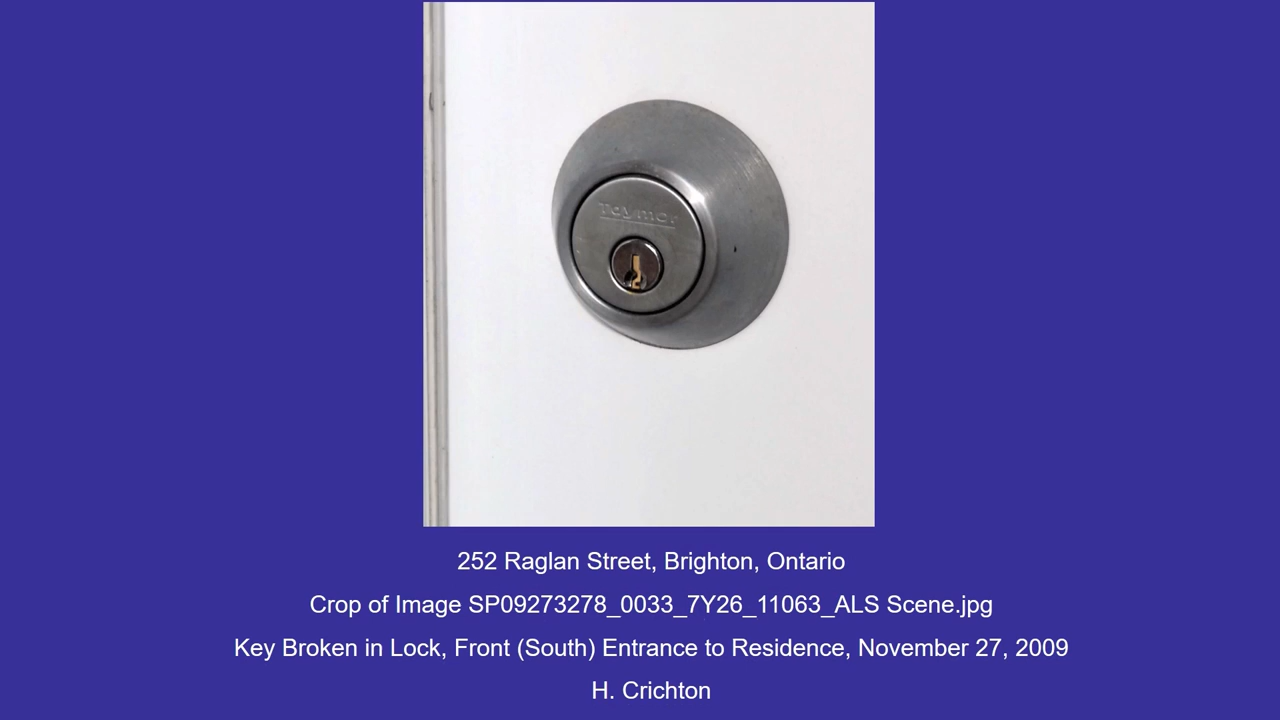 Taymor
252 Raglan Street, Brighton, Ontario
Crop of Image SP09273278_0033_7Y26_11063_ALS Scene.jpg
Key Broken in Lock, Front (South) Entrance to Residence, November 27, 2009
H. Crichton